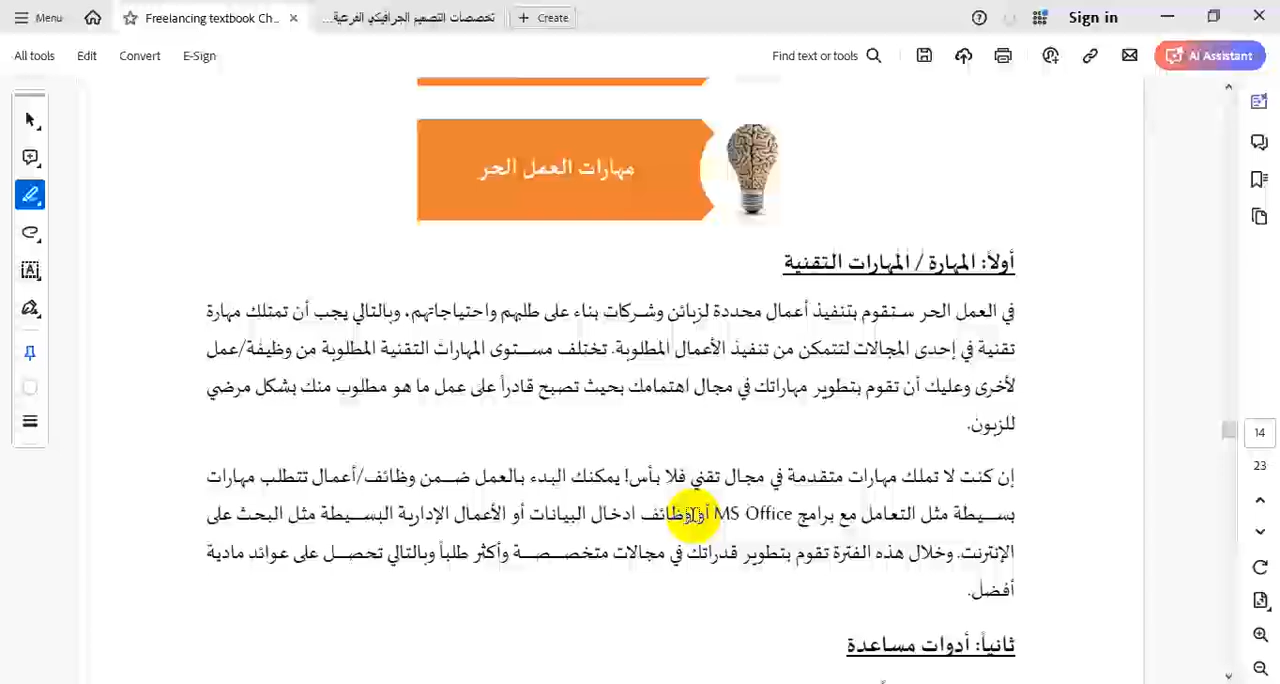 Menu
Freelancing textbook Ch...
تخصصات التصميم الجرافيكي الفرعية...
Create
Sign in
All tools
Edit
Convert
E-Sign
Find text or tools
AI Assistant
مهارات العمل الحر
أولاً: المهارة / المهارات التقنية
في العمل الحر ستقوم بتنفيذ أعمال محددة لزبائن وشركات بناء على طلبهم واحتياجاتهم، وبالتالي يجب أن تمتلك مهارة
تقنية في إحدى المجالات لتتمكن من تنفيذ الأعمال المطلوبة. تختلف مستوى المهارات التقنية المطلوبة من وظيفة/عمل
لأخرى وعليك أن تقوم بتطوير مهاراتك في مجال اهتمامك بحيث تصبح قادراً على عمل ما هو مطلوب منك بشكل مرضي
للزبون.
إن كنت لا تملك مهارات متقدمة في مجال تقني فلا بأس! يمكنك البدء بالعمل ضمن وظائف/أعمال تتطلب مهارات
بسيطة مثل التعامل مع برامج MS Office أو وظائف ادخال البيانات أو الأعمال الإدارية البسيطة مثل البحث على
الإنترنت. وخلال هذه الفترة تقوم بتطوير قدراتك في مجالات متخصصة وأكثر طلباً وبالتالي تحصل على عوائد مادية
أفضل.
ثانياً: أدوات مساعدة
14
23